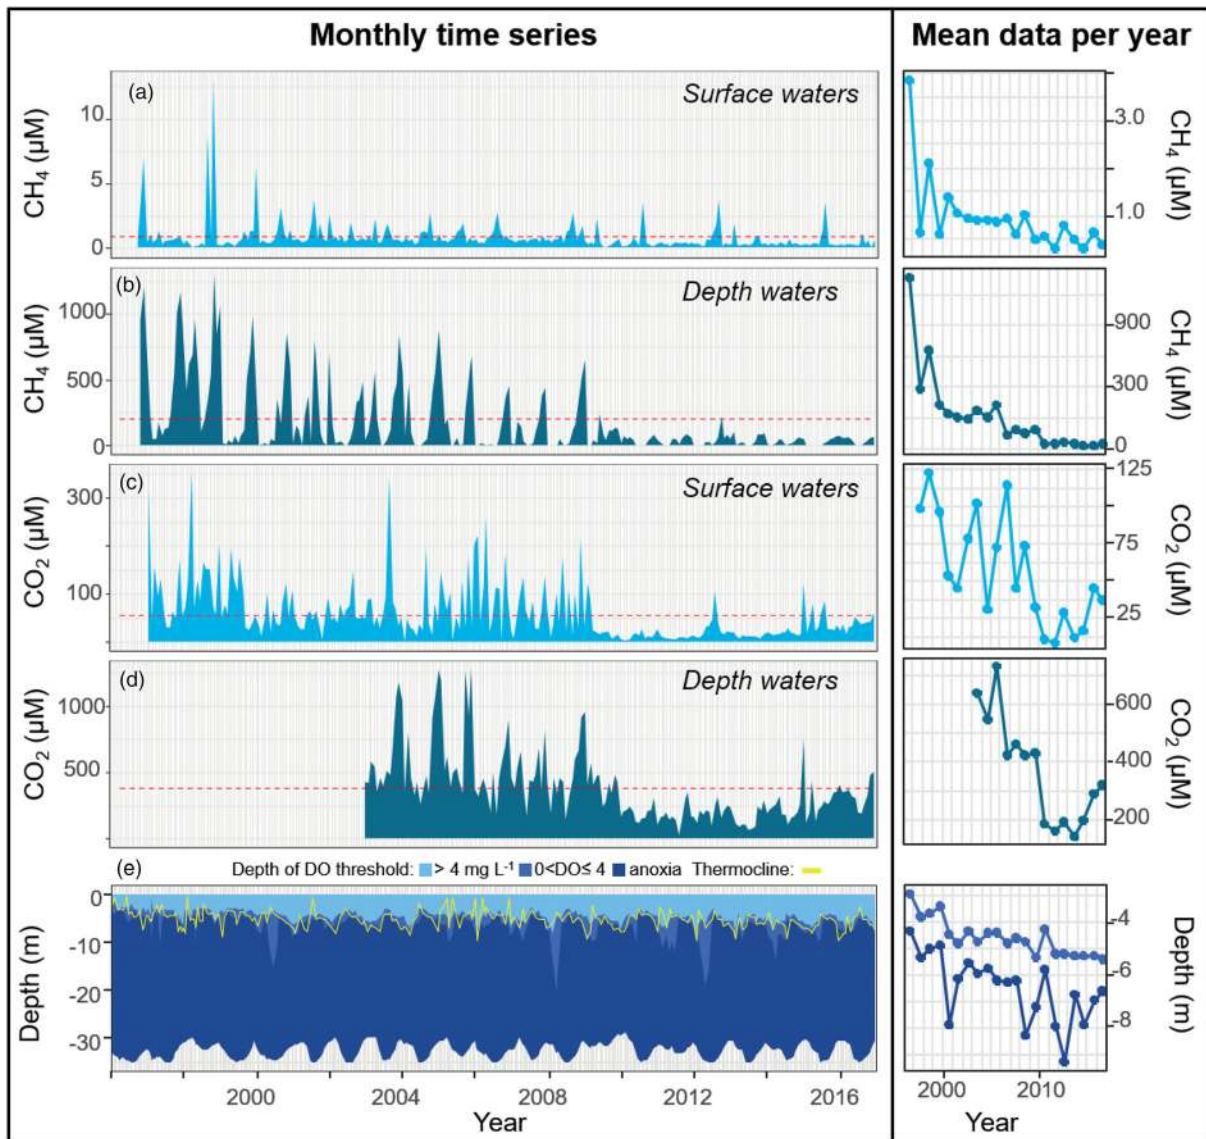 Monthly time series
Mean data per year
(a)
Surface waters
CH₄ (µM)
10
5
0
3.0
1.0
CH₄ (µM)
(b)
Depth waters
CH₄ (µM)
1000
500
0
900
300
0
CH₄ (µM)
(c)
Surface waters
CO₂ (µM)
300
100
125
75
25
CO₂ (µM)
(d)
Depth waters
CO₂ (µM)
1000
500
600
400
200
CO₂ (µM)
(e)
Depth of DO threshold: > 4 mg L⁻¹ 0<DO≤ 4 anoxia Thermocline:
Depth (m)
0
-10
-20
-30
-4
-6
-8
Depth (m)
2000 2004 2008 2012 2016
Year
2000 2010
Year